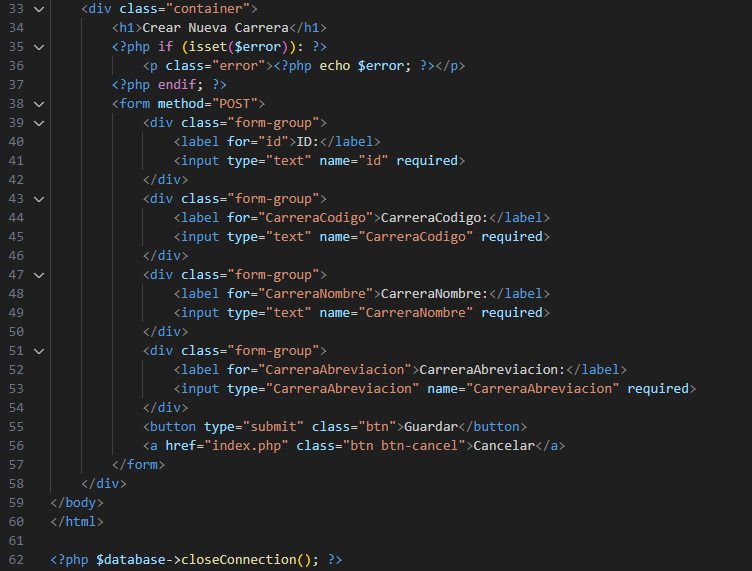 33 <div class="container">
34 <h1>Crear Nueva Carrera</h1>
35 <?php if (isset($error)): ?>
36 <p class="error"><?php echo $error; ?></p>
37 <?php endif; ?>
38 <form method="POST">
39 <div class="form-group">
40 <label for="id">ID:</label>
41 <input type="text" name="id" required>
42 </div>
43 <div class="form-group">
44 <label for="CarreraCodigo">CarreraCodigo:</label>
45 <input type="text" name="CarreraCodigo" required>
46 </div>
47 <div class="form-group">
48 <label for="CarreraNombre">CarreraNombre:</label>
49 <input type="text" name="CarreraNombre" required>
50 </div>
51 <div class="form-group">
52 <label for="CarreraAbreviacion">CarreraAbreviacion:</label>
53 <input type="CarreraAbreviacion" name="CarreraAbreviacion" required>
54 </div>
55 <button type="submit" class="btn">Guardar</button>
56 <a href="index.php" class="btn btn-cancel">Cancelar</a>
57 </form>
58 </div>
59 </body>
60 </html>
61
62 <?php $database->closeConnection(); ?>